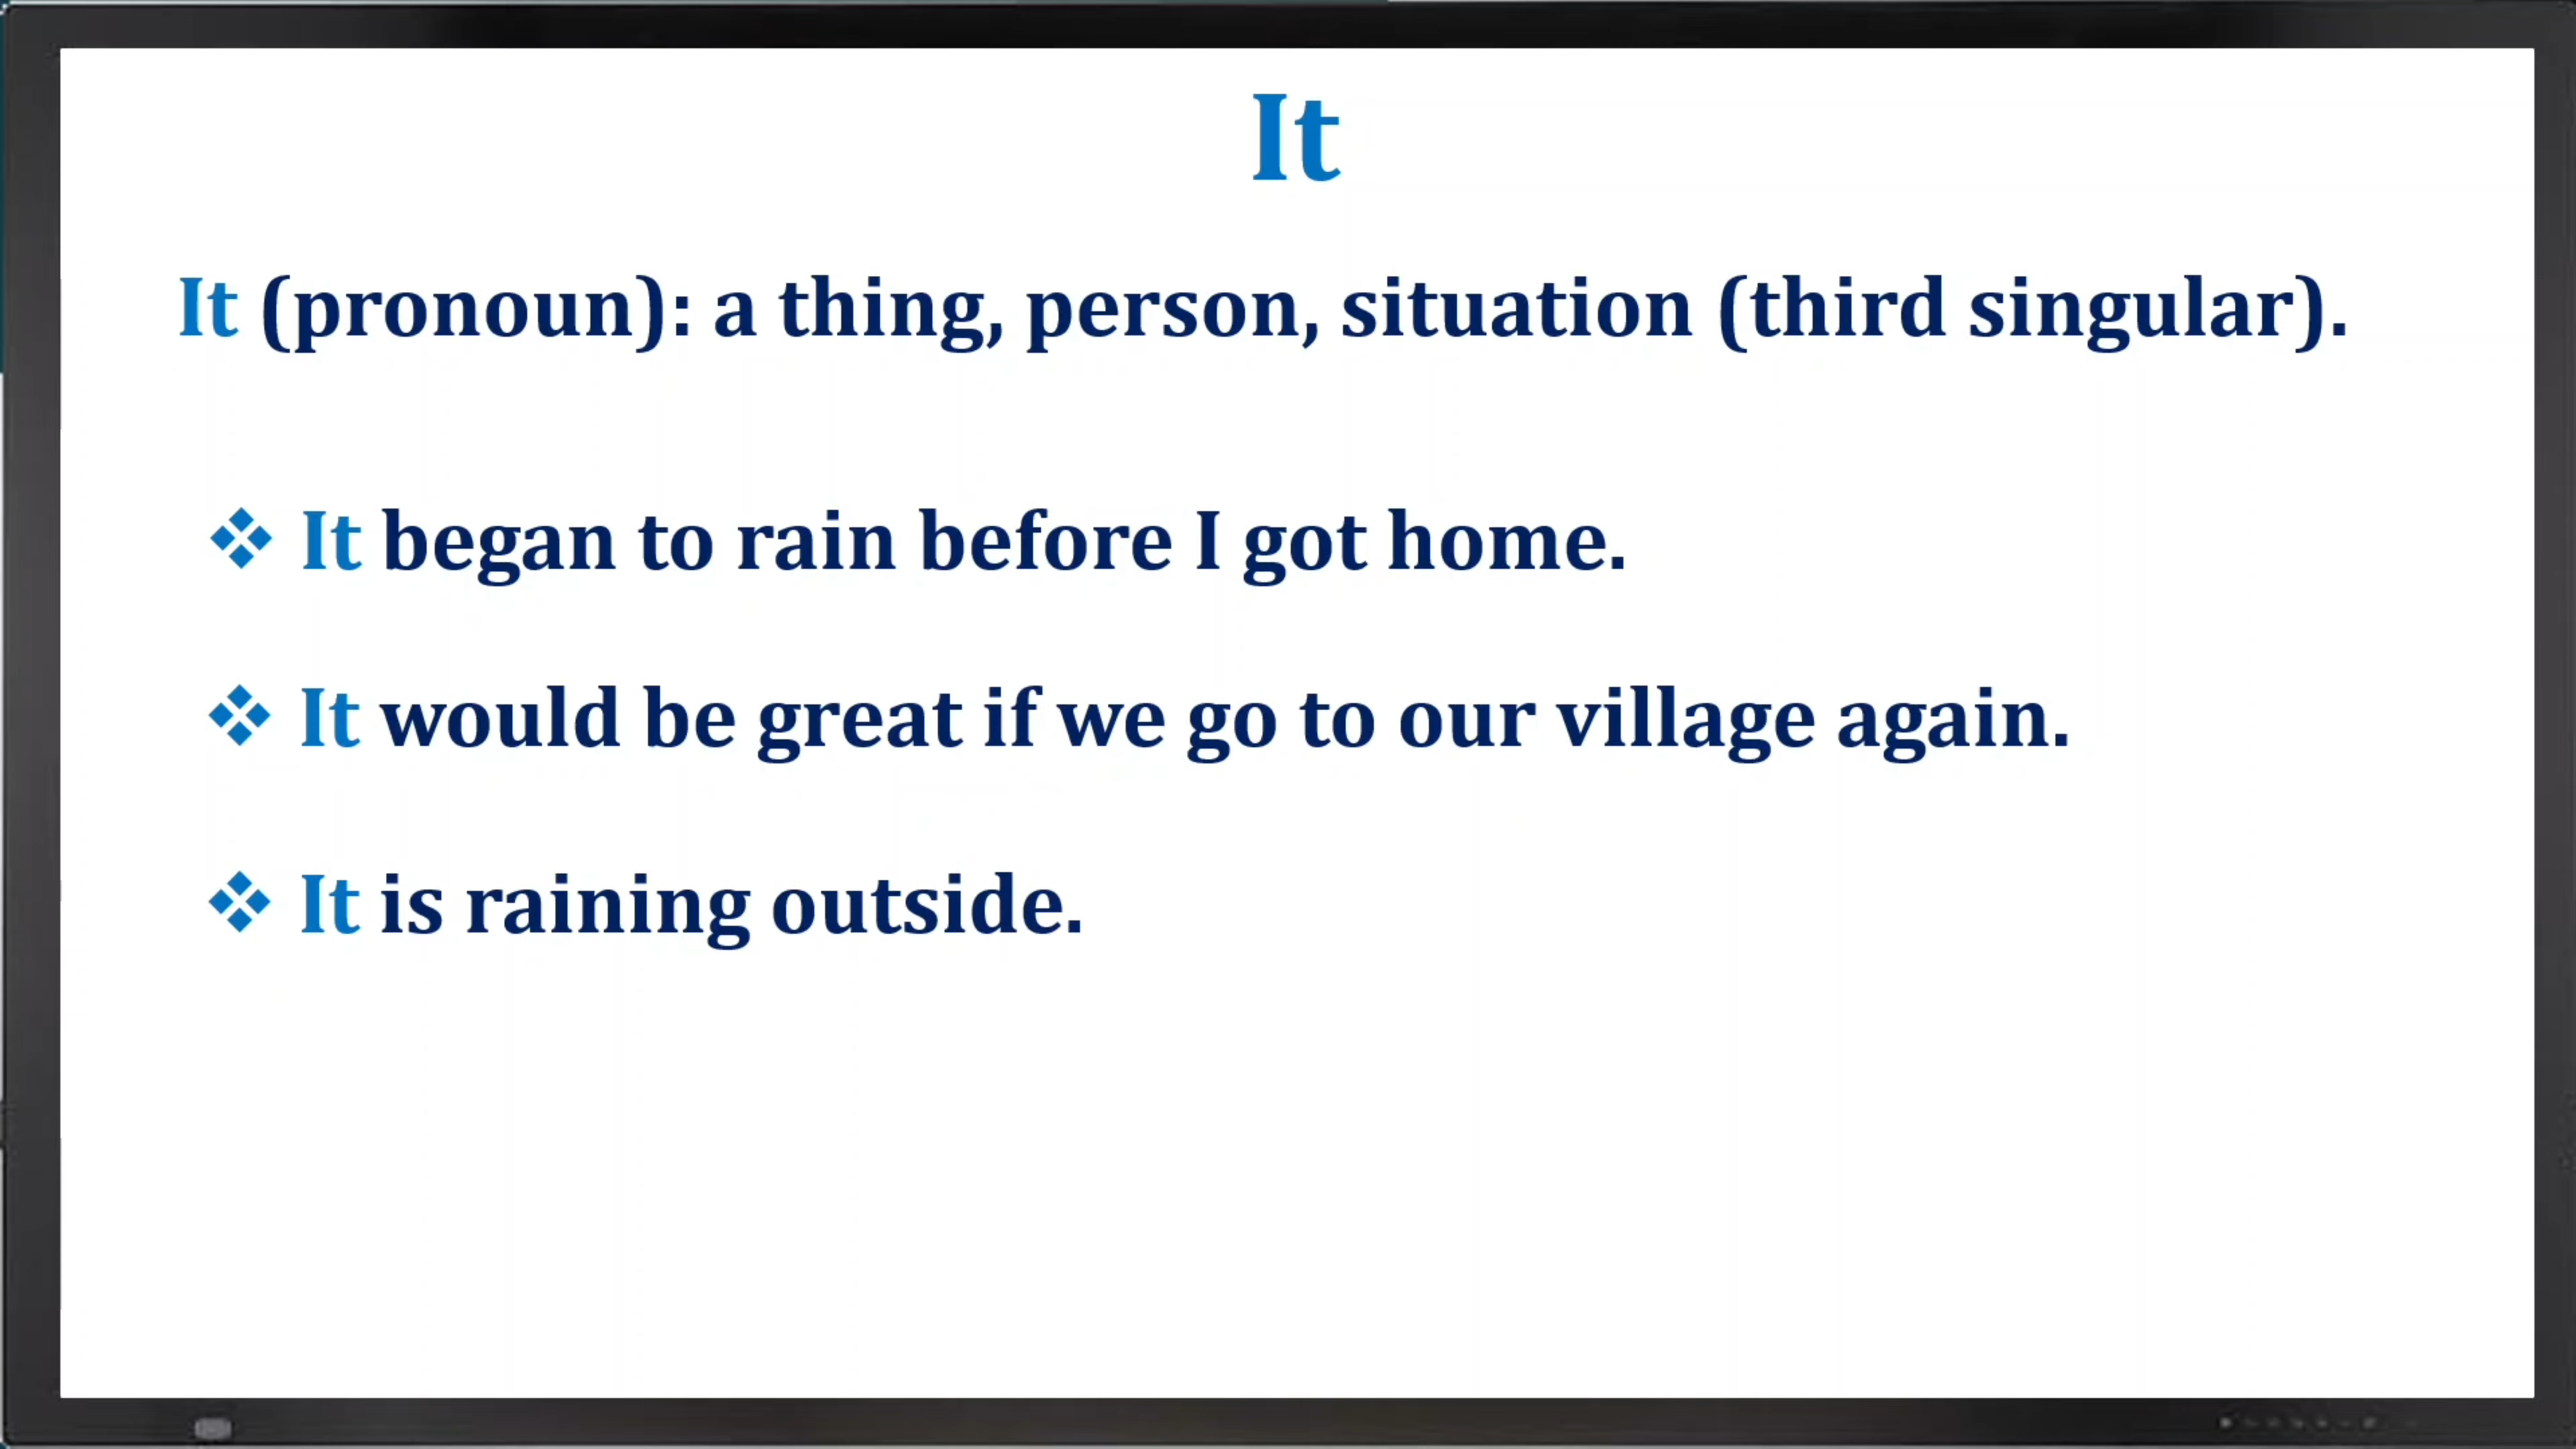 It
It (pronoun): a thing, person, situation (third singular).
❖ It began to rain before I got home.
❖ It would be great if we go to our village again.
❖ It is raining outside.